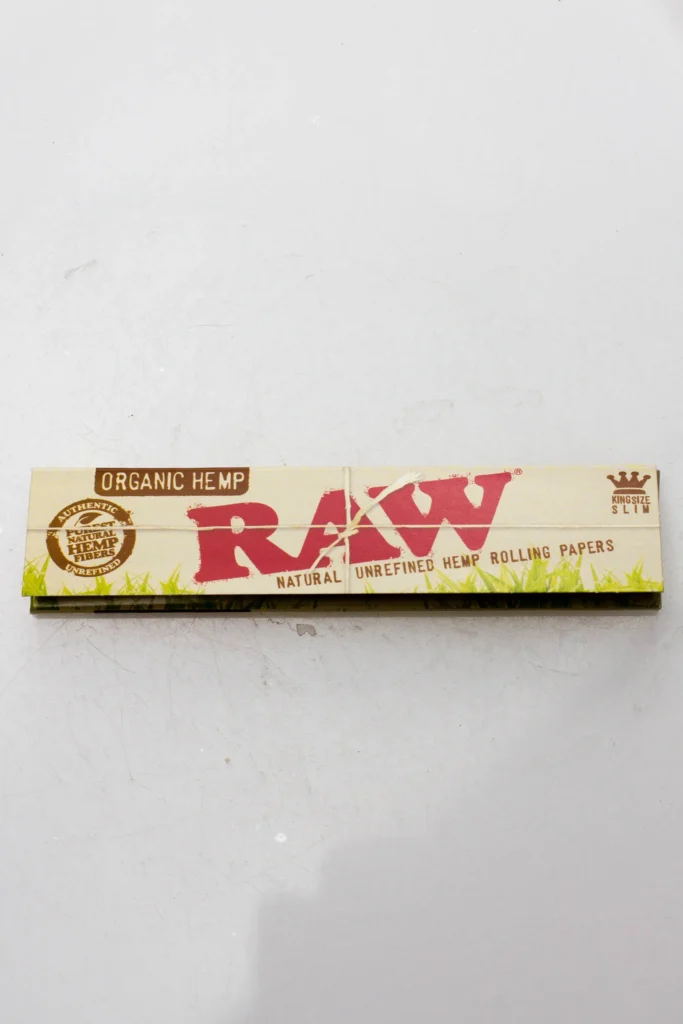 ORGANIC HEMP
AUTHENTIC
PUREST
NATURAL
HEMP
FIBERS
UNREFINED
RAW®
NATURAL UNREFINED HEMP ROLLING PAPERS
KINGSIZE
SLIM